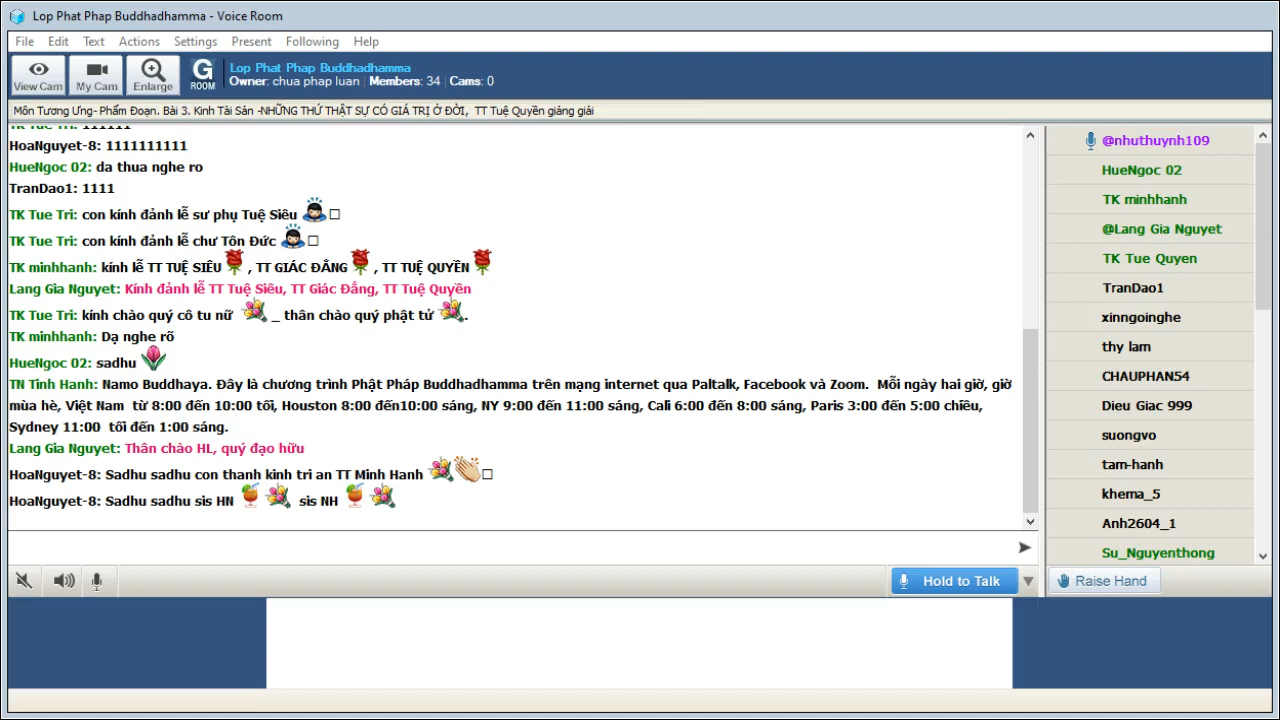 Lop Phat Phap Buddhadhamma - Voice Room
File Edit Text Actions Settings Present Following Help
View Cam My Cam Enlarge G ROOM
Lop Phat Phap Buddhadhamma
Owner: chua phap luan | Members: 34 | Cams: 0
Môn Tương Ưng- Phẩm Đoạn. Bài 3. Kinh Tài Sản -NHỮNG THỨ THẬT SỰ CÓ GIÁ TRỊ Ở ĐỜI, TT Tuệ Quyền giảng giải
TK Tue Tri: 111111
HoaNguyet-8: 1111111111
HueNgoc 02: da thua nghe ro
TranDao1: 1111
TK Tue Tri: con kính đảnh lễ sư phụ Tuệ Siêu
TK Tue Tri: con kính đảnh lễ chư Tôn Đức
TK minhhanh: kính lễ TT TUỆ SIÊU , TT GIÁC ĐẲNG , TT TUỆ QUYỀN
Lang Gia Nguyet: Kính đảnh lễ TT Tuệ Siêu, TT Giác Đẳng, TT Tuệ Quyền
TK Tue Tri: kính chào quý cô tu nữ _ thân chào quý phật tử .
TK minhhanh: Dạ nghe rõ
HueNgoc 02: sadhu
TN Tinh Hanh: Namo Buddhaya. Đây là chương trình Phật Pháp Buddhadhamma trên mạng internet qua Paltalk, Facebook và Zoom. Mỗi ngày hai giờ, giờ
mùa hè, Việt Nam từ 8:00 đến 10:00 tối, Houston 8:00 đến10:00 sáng, NY 9:00 đến 11:00 sáng, Cali 6:00 đến 8:00 sáng, Paris 3:00 đến 5:00 chiều,
Sydney 11:00 tối đến 1:00 sáng.
Lang Gia Nguyet: Thân chào HL, quý đạo hữu
HoaNguyet-8: Sadhu sadhu con thanh kinh tri an TT Minh Hanh
HoaNguyet-8: Sadhu sadhu sis HN sis NH
@nhuthuynh109
HueNgoc 02
TK minhhanh
@Lang Gia Nguyet
TK Tue Quyen
TranDao1
xinngoinghe
thy lam
CHAUPHAN54
Dieu Giac 999
suongvo
tam-hanh
khema_5
Anh2604_1
Su_Nguyenthong
Hold to Talk
Raise Hand